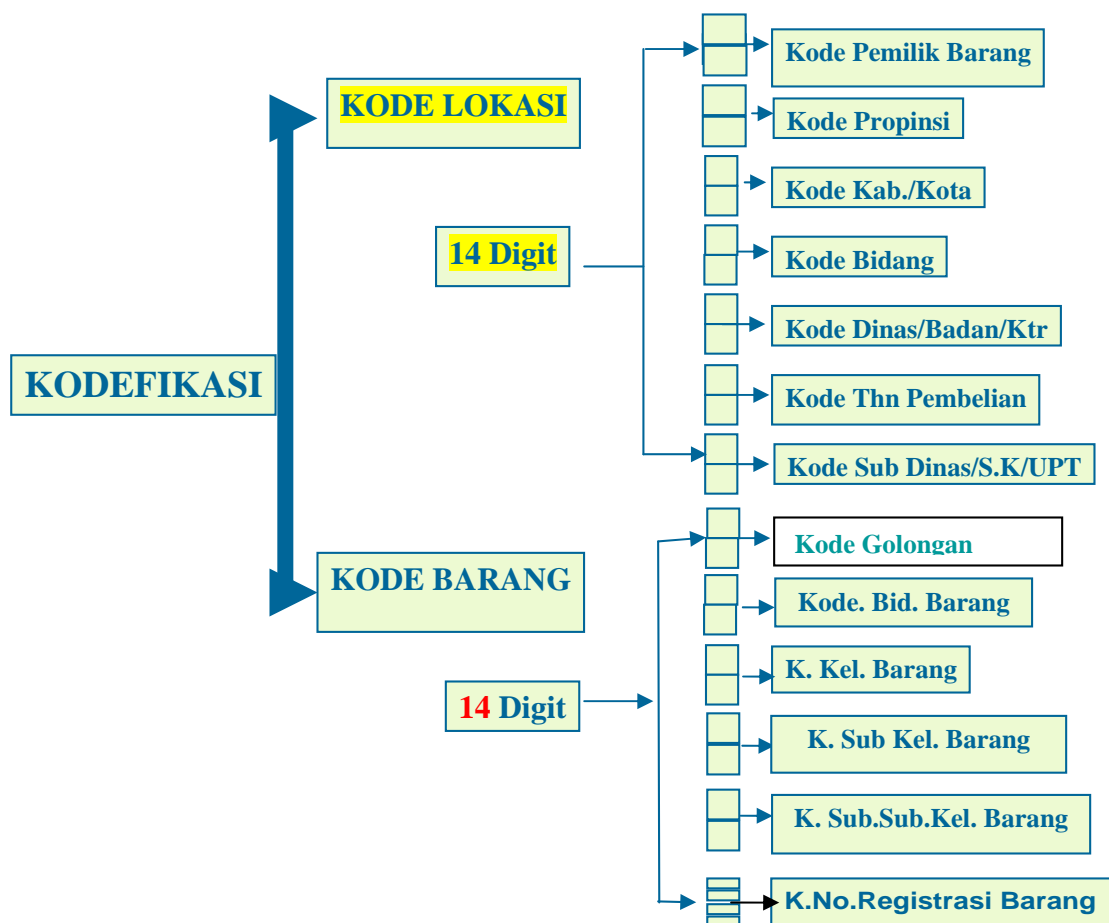 Kode Pemilik Barang
KODE LOKASI
Kode Propinsi
Kode Kab./Kota
14 Digit
Kode Bidang
Kode Dinas/Badan/Ktr
KODEFIKASI
Kode Thn Pembelian
Kode Sub Dinas/S.K/UPT
Kode Golongan
KODE BARANG
Kode. Bid. Barang
K. Kel. Barang
14 Digit
K. Sub Kel. Barang
K. Sub.Sub.Kel. Barang
K.No.Registrasi Barang